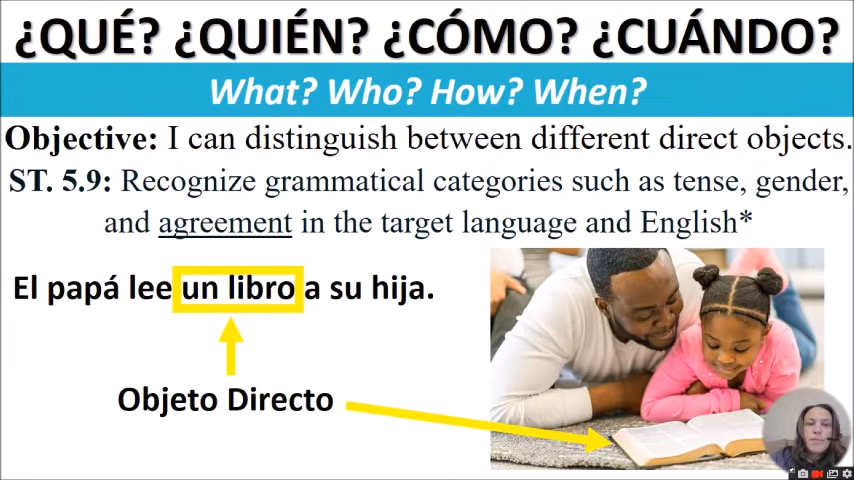 ¿QUÉ? ¿QUIÉN? ¿CÓMO? ¿CUÁNDO?
What? Who? How? When?
Objective: I can distinguish between different direct objects.
ST. 5.9: Recognize grammatical categories such as tense, gender,
and agreement in the target language and English*
El papá lee un libro a su hija.
Objeto Directo